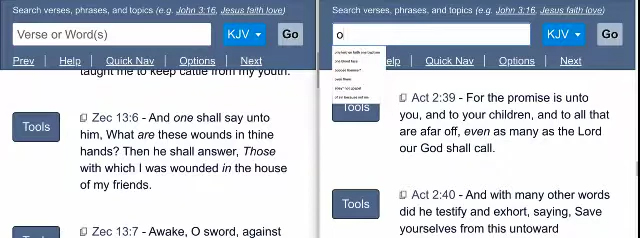 Search verses, phrases, and topics (e.g. John 3:16, Jesus faith love)
Verse or Word(s)
KJV
Go
Prev | Help | Quick Nav | Options | Next
taught me to keep cattle from my youth.
Tools
Zec 13:6 - And one shall say unto
him, What are these wounds in thine
hands? Then he shall answer, Those
with which I was wounded in the house
of my friends.
Zec 13:7 - Awake, O sword, against
Search verses, phrases, and topics (e.g. John 3:16, Jesus faith love)
o
KJV
Go
elp | Quick Nav | Options | Next
Tools
Act 2:39 - For the promise is unto
you, and to your children, and to all that
are afar off, even as many as the Lord
our God shall call.
Tools
Act 2:40 - And with many other words
did he testify and exhort, saying, Save
yourselves from this untoward